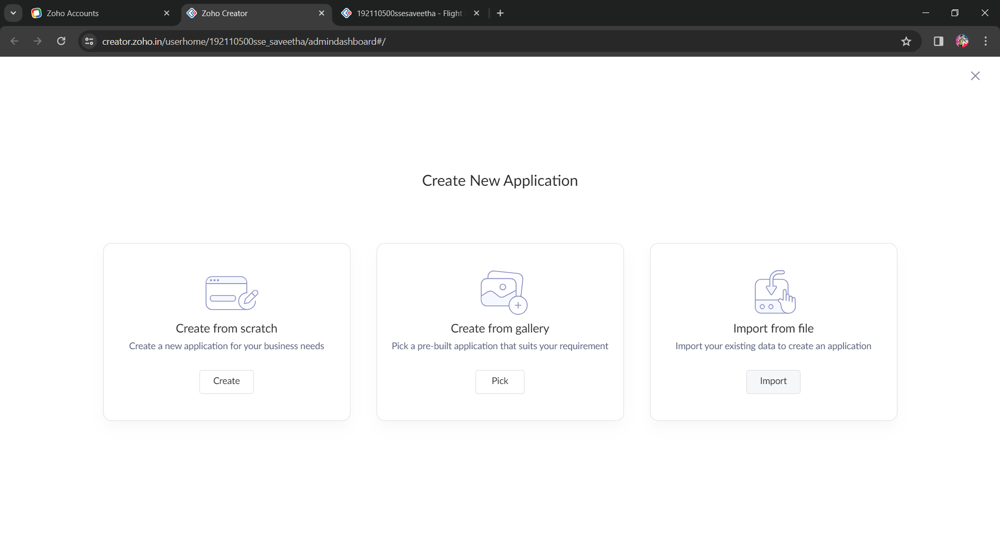 Zoho Accounts
Zoho Creator
192110500ssesaveetha - Flight
creator.zoho.in/userhome/192110500sse_saveetha/admindashboard#/
Create New Application
Create from scratch
Create a new application for your business needs
Create
Create from gallery
Pick a pre-built application that suits your requirement
Pick
Import from file
Import your existing data to create an application
Import